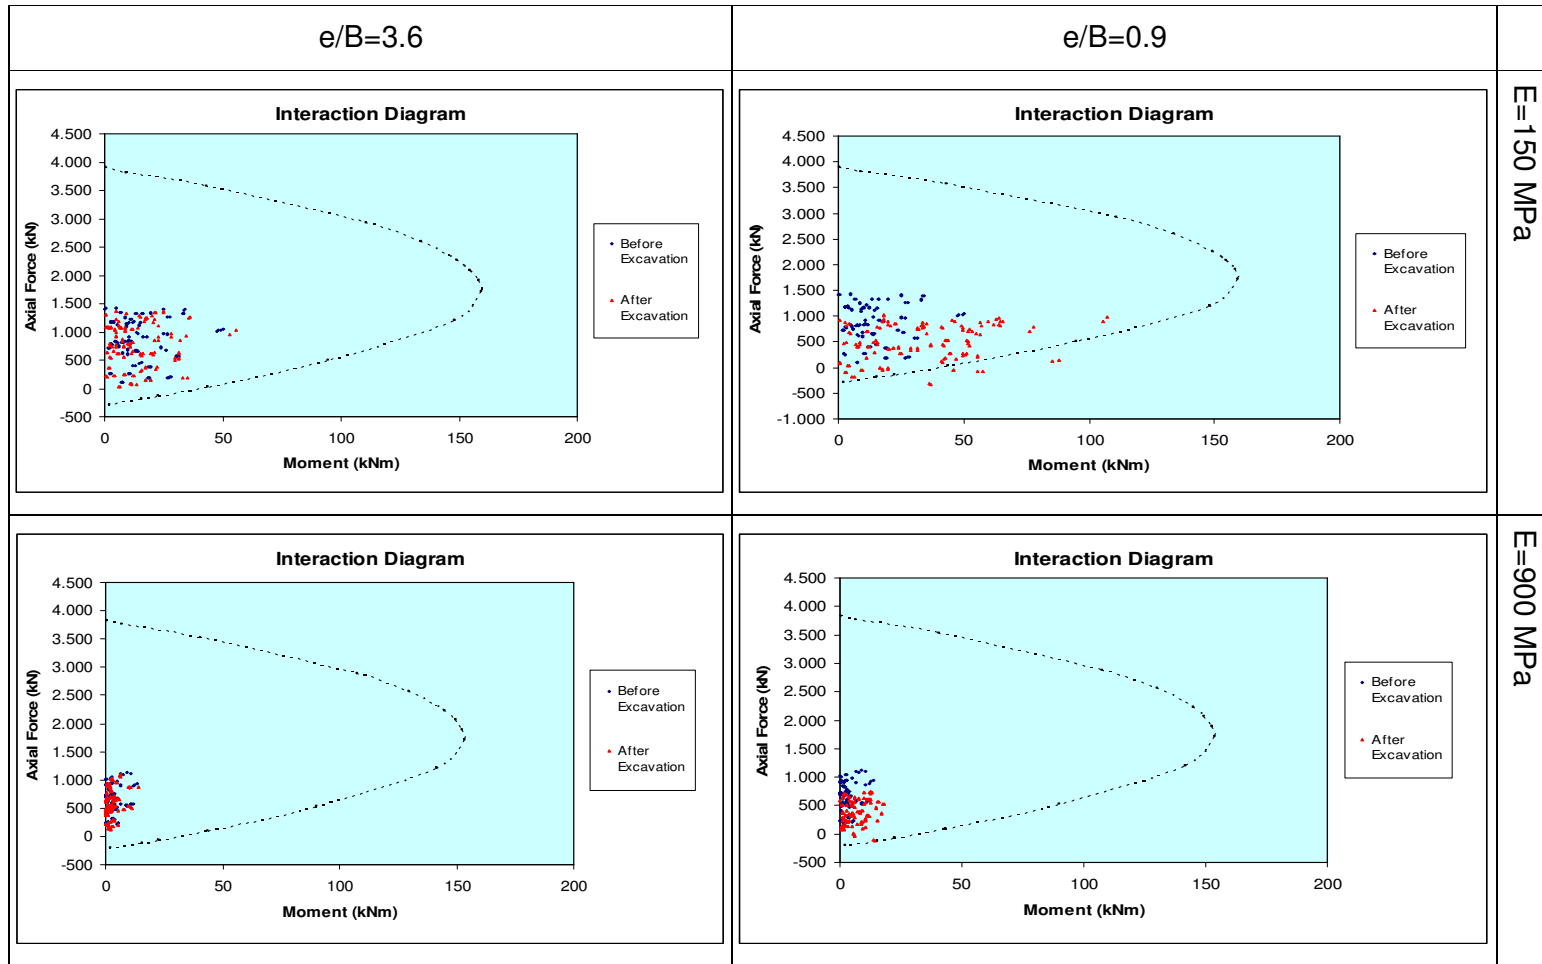 e/B=3.6
e/B=0.9
E=150 MPa
Interaction Diagram
4.500
4.000
3.500
3.000
2.500
2.000
1.500
1.000
500
0
-500
Axial Force (kN)
0 50 100 150 200
Moment (kNm)
Before
Excavation
After
Excavation
Interaction Diagram
4.500
4.000
3.500
3.000
2.500
2.000
1.500
1.000
500
0
-500
-1.000
Axial Force (kN)
0 50 100 150 200
Moment (kNm)
Before
Excavation
After
Excavation
E=900 MPa
Interaction Diagram
4.500
4.000
3.500
3.000
2.500
2.000
1.500
1.000
500
0
-500
Axial Force (kN)
0 50 100 150 200
Moment (kNm)
Before
Excavation
After
Excavation
Interaction Diagram
4.500
4.000
3.500
3.000
2.500
2.000
1.500
1.000
500
0
-500
Axial Force (kN)
0 50 100 150 200
Moment (kNm)
Before
Excavation
After
Excavation